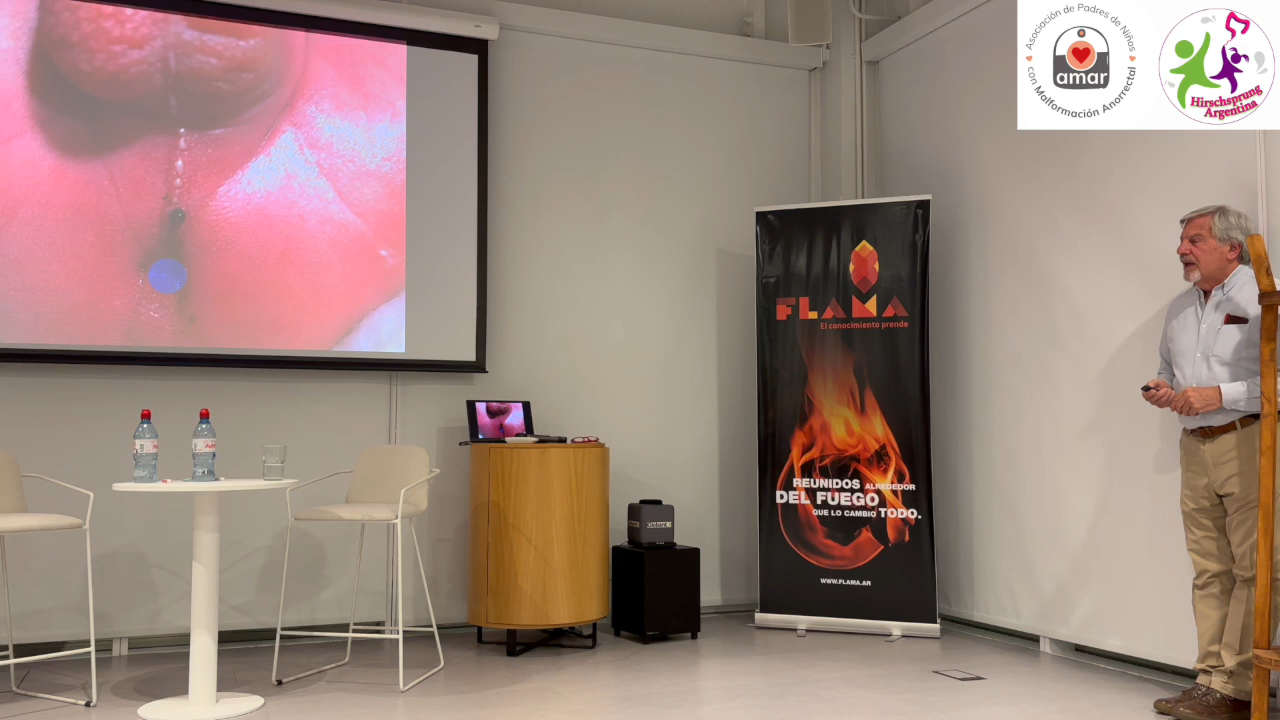 Asociación de Padres de Niños
con Malformación Anorrectal
amar
Hirschsprung
Argentina
FLAMA
El conocimiento prende
REUNIDOS ALREDEDOR
DEL FUEGO
QUE LO CAMBIO TODO.
WWW.FLAMA.AR